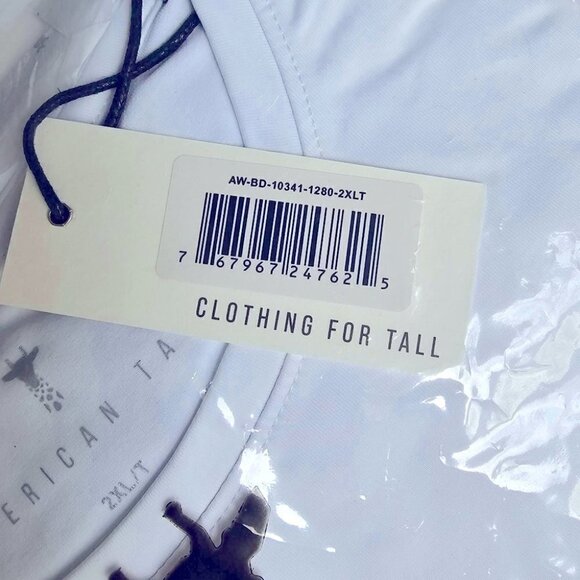 AW-BD-10341-1280-2XLT
7 67967 24762 5
CLOTHING FOR TALL
ERICAN TA
2XL/T